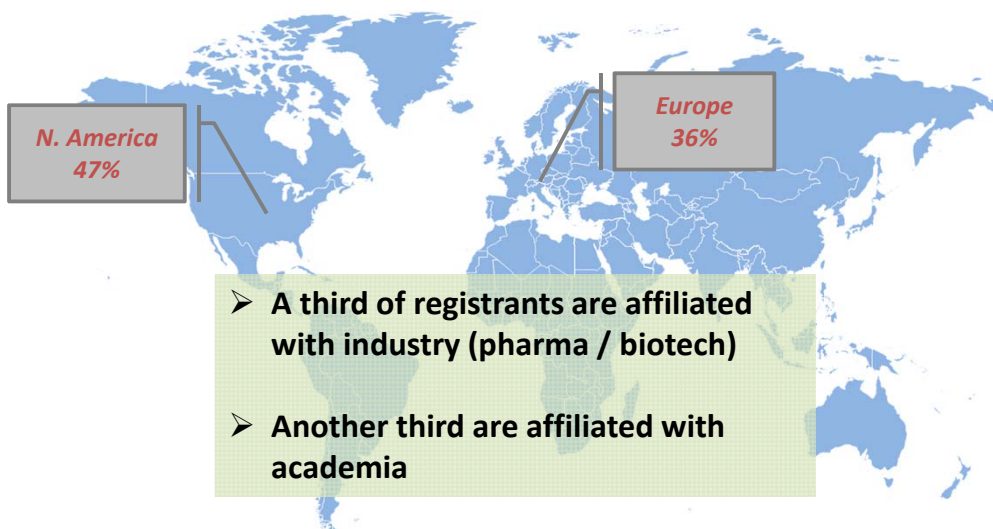 N. America
47%
Europe
36%
➢ A third of registrants are affiliated
with industry (pharma / biotech)
➢ Another third are affiliated with
academia